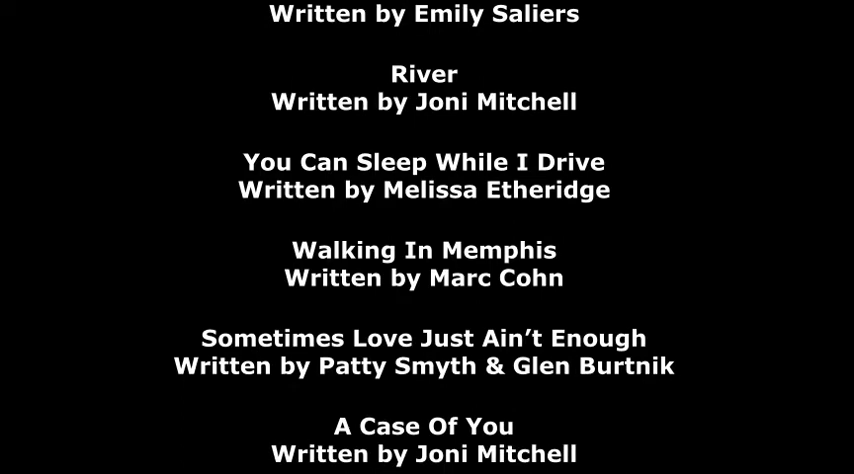 Written by Emily Saliers
River
Written by Joni Mitchell
You Can Sleep While I Drive
Written by Melissa Etheridge
Walking In Memphis
Written by Marc Cohn
Sometimes Love Just Ain’t Enough
Written by Patty Smyth & Glen Burtnik
A Case Of You
Written by Joni Mitchell